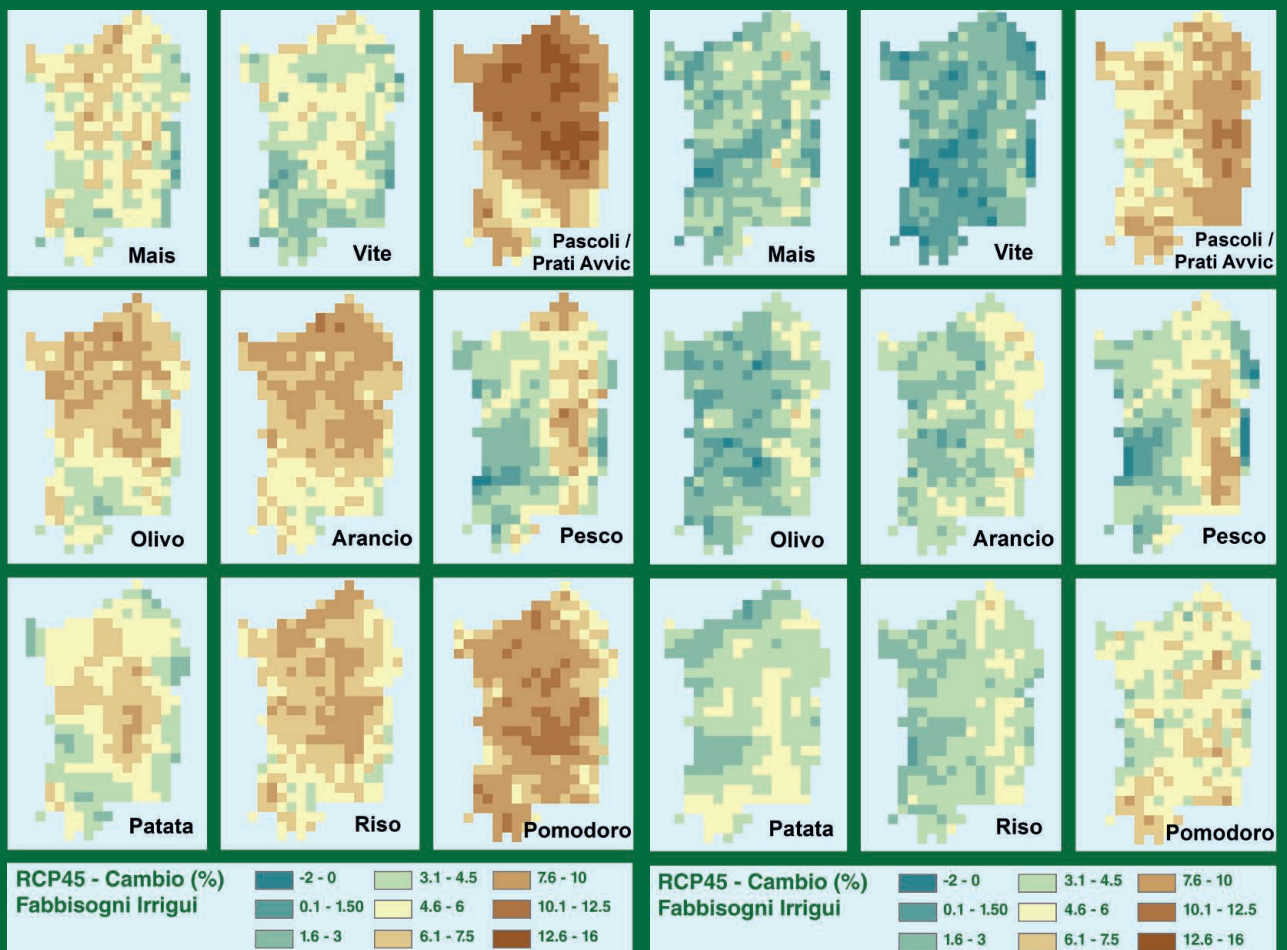 Mais
Vite
Pascoli /
Prati Avvic
Mais
Vite
Pascoli /
Prati Avvic
Olivo
Arancio
Pesco
Olivo
Arancio
Pesco
Patata
Riso
Pomodoro
Patata
Riso
Pomodoro
RCP45 - Cambio (%)
Fabbisogni Irrigui
-2 - 0
3.1 - 4.5
7.6 - 10
0.1 - 1.50
4.6 - 6
10.1 - 12.5
1.6 - 3
6.1 - 7.5
12.6 - 16
RCP45 - Cambio (%)
Fabbisogni Irrigui
-2 - 0
3.1 - 4.5
7.6 - 10
0.1 - 1.50
4.6 - 6
10.1 - 12.5
1.6 - 3
6.1 - 7.5
12.6 - 16